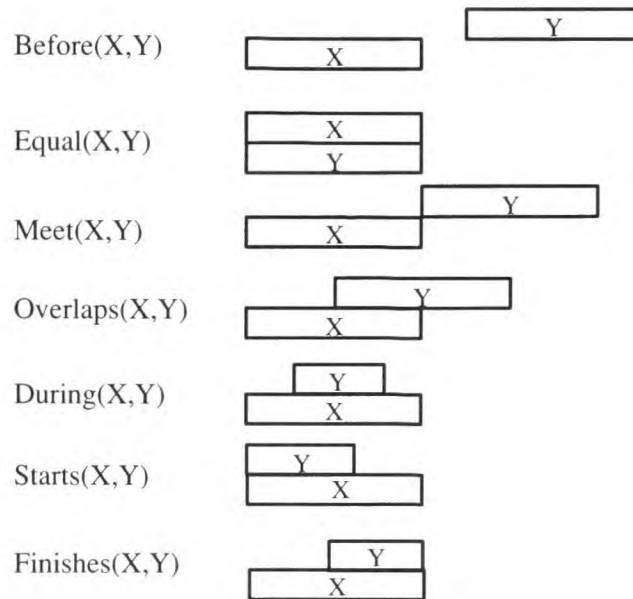 Y
Before(X,Y) X
X
Equal(X,Y)
Y
Y
Meet(X,Y) X
Y
Overlaps(X,Y) X
Y
During(X,Y) X
Y
Starts(X,Y) X
Y
Finishes(X,Y) X